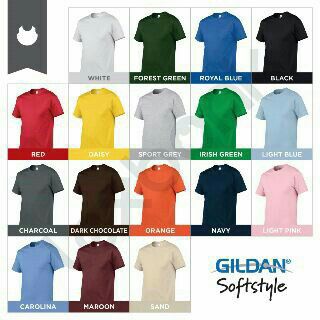 WHITE FOREST GREEN ROYAL BLUE BLACK
RED DAISY SPORT GREY IRISH GREEN LIGHT BLUE
CHARCOAL DARK CHOCOLATE ORANGE NAVY LIGHT PINK
GILDAN
Softstyle
CAROLINA MAROON SAND